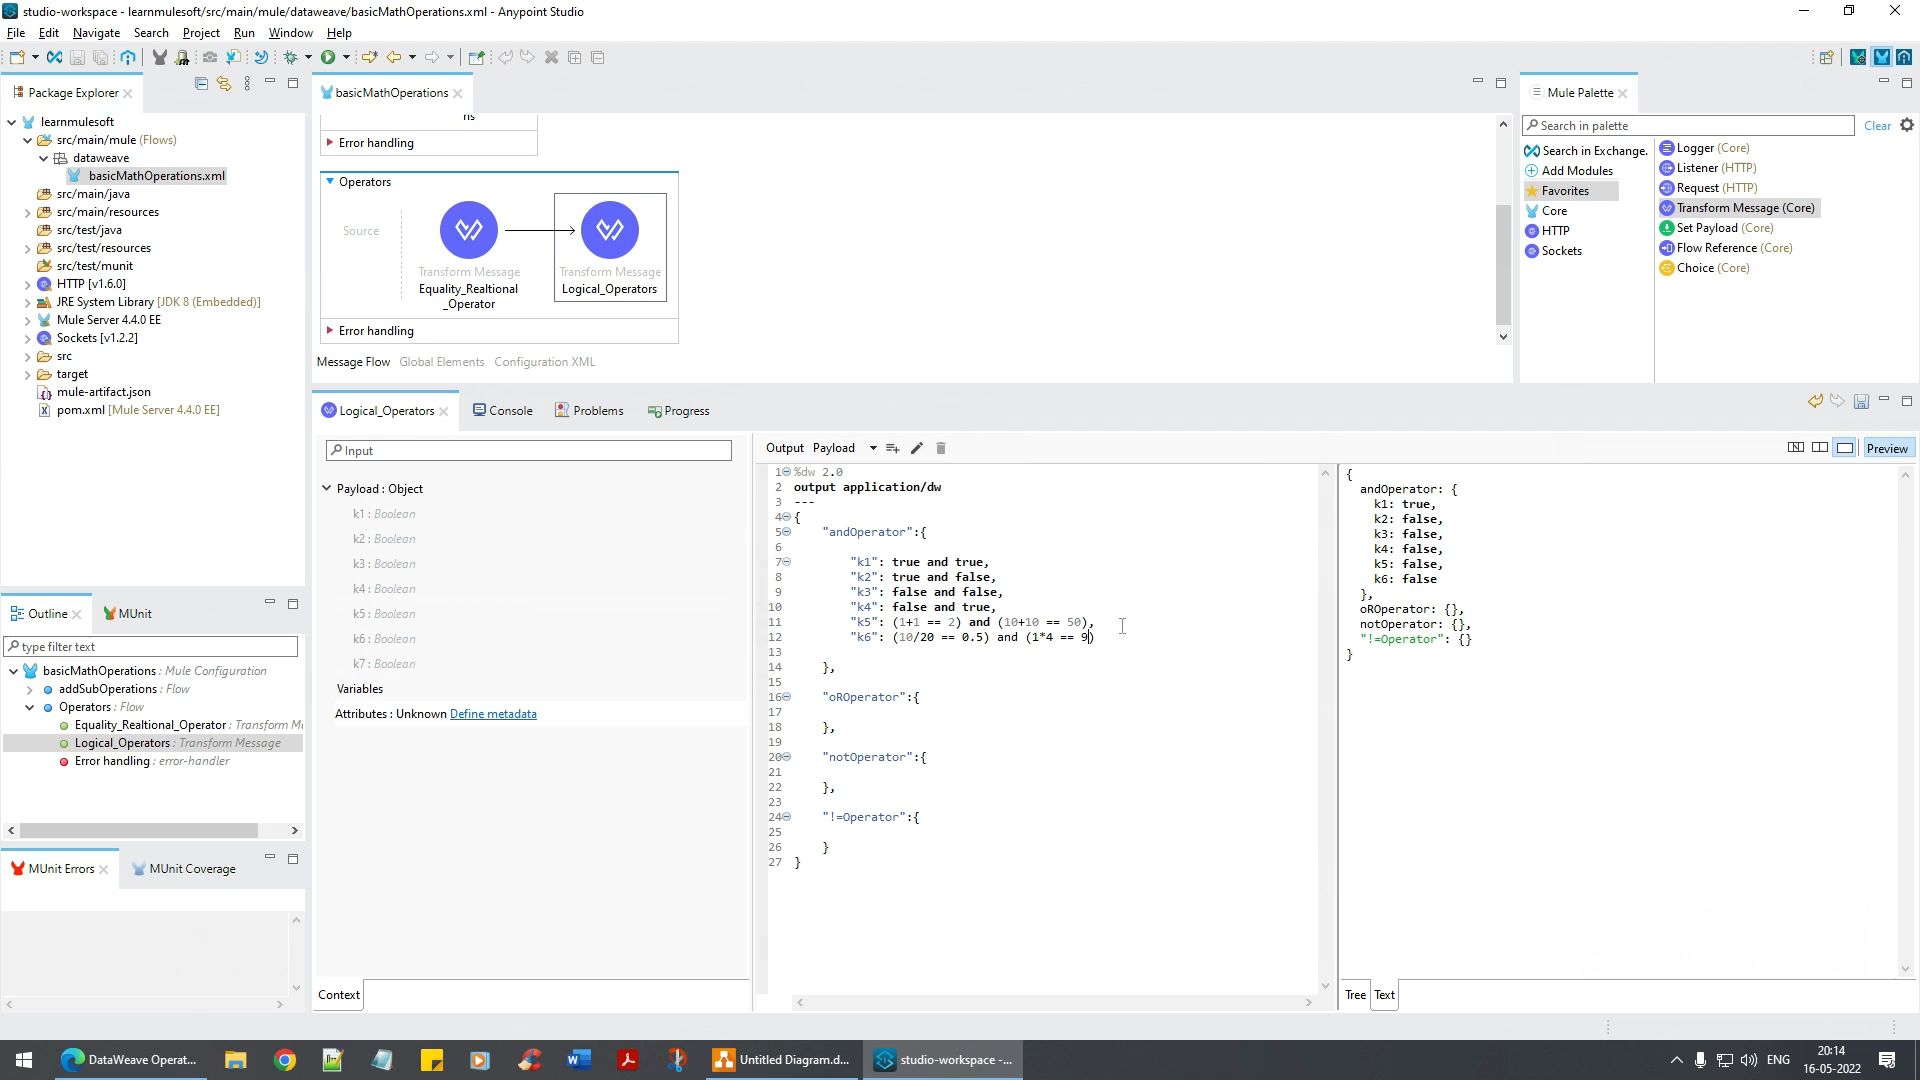 studio-workspace - learnmulesoft/src/main/mule/dataweave/basicMathOperations.xml - Anypoint Studio
File Edit Navigate Search Project Run Window Help
Package Explorer
learnmulesoft
src/main/mule (Flows)
dataweave
basicMathOperations.xml
src/main/java
src/main/resources
src/test/java
src/test/resources
src/test/munit
HTTP [v1.6.0]
JRE System Library [JDK 8 (Embedded)]
Mule Server 4.4.0 EE
Sockets [v1.2.2]
src
target
mule-artifact.json
pom.xml [Mule Server 4.4.0 EE]
Outline MUnit
type filter text
basicMathOperations : Mule Configuration
addSubOperations : Flow
Operators : Flow
Equality_Realtional_Operator : Transform M
Logical_Operators : Transform Message
Error handling : error-handler
MUnit Errors MUnit Coverage
basicMathOperations
ns
Error handling
Operators
Source
Transform Message
Equality_Realtional
_Operator
Transform Message
Logical_Operators
Error handling
Message Flow Global Elements Configuration XML
Mule Palette
Search in palette Clear
Search in Exchange.
Add Modules
Favorites
Core
HTTP
Sockets
Logger (Core)
Listener (HTTP)
Request (HTTP)
Transform Message (Core)
Set Payload (Core)
Flow Reference (Core)
Choice (Core)
Logical_Operators Console Problems Progress
Input
Payload : Object
k1 : Boolean
k2 : Boolean
k3 : Boolean
k4 : Boolean
k5 : Boolean
k6 : Boolean
k7 : Boolean
Variables
Attributes : Unknown Define metadata
Context
Output Payload Preview
1 %dw 2.0
2 output application/dw
3 ---
4 {
5 "andOperator":{
6
7 "k1": true and true,
8 "k2": true and false,
9 "k3": false and false,
10 "k4": false and true,
11 "k5": (1+1 == 2) and (10+10 == 50),
12 "k6": (10/20 == 0.5) and (1*4 == 9)
13
14 },
15
16 "oROperator":{
17
18 },
19
20 "notOperator":{
21
22 },
23
24 "!=Operator":{
25
26 }
27 }
{
andOperator: {
k1: true,
k2: false,
k3: false,
k4: false,
k5: false,
k6: false
},
oROperator: {},
notOperator: {},
"!=Operator": {}
}
Tree Text
DataWeave Operat... Untitled Diagram.d... studio-workspace -...
ENG
20:14
16-05-2022